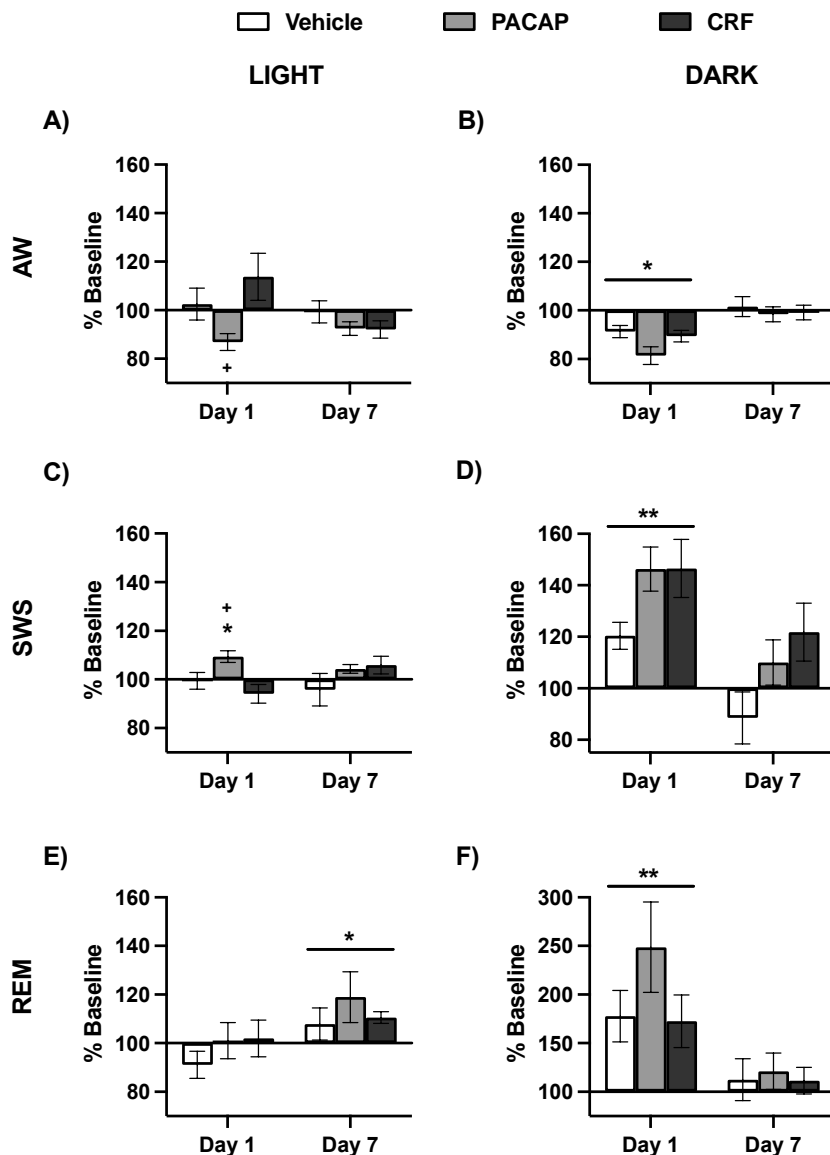 Vehicle PACAP CRF
LIGHT DARK
A) B)
AW
% Baseline
160
140
120
100
80
+
Day 1 Day 7
% Baseline
160
140
120
100
80
*
Day 1 Day 7
C) D)
SWS
% Baseline
160
140
120
100
80
+
*
Day 1 Day 7
% Baseline
160
140
120
100
80
**
Day 1 Day 7
E) F)
REM
% Baseline
160
140
120
100
80
*
Day 1 Day 7
% Baseline
300
250
200
150
100
**
Day 1 Day 7